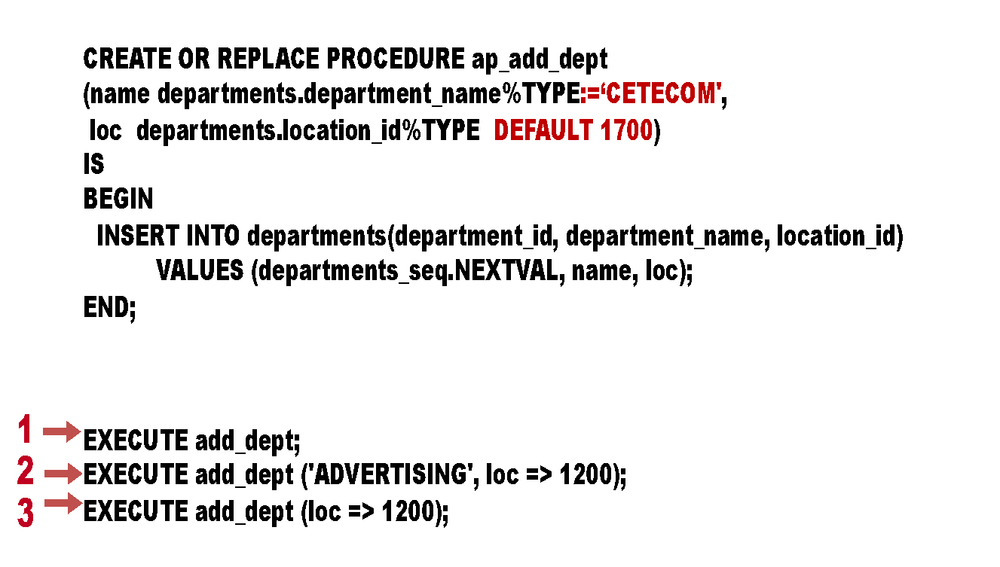 CREATE OR REPLACE PROCEDURE ap_add_dept
(name departments.department_name%TYPE:=‘CETECOM',
loc departments.location_id%TYPE DEFAULT 1700)
IS
BEGIN
INSERT INTO departments(department_id, department_name, location_id)
VALUES (departments_seq.NEXTVAL, name, loc);
END;
1 EXECUTE add_dept;
2 EXECUTE add_dept ('ADVERTISING', loc => 1200);
3 EXECUTE add_dept (loc => 1200);